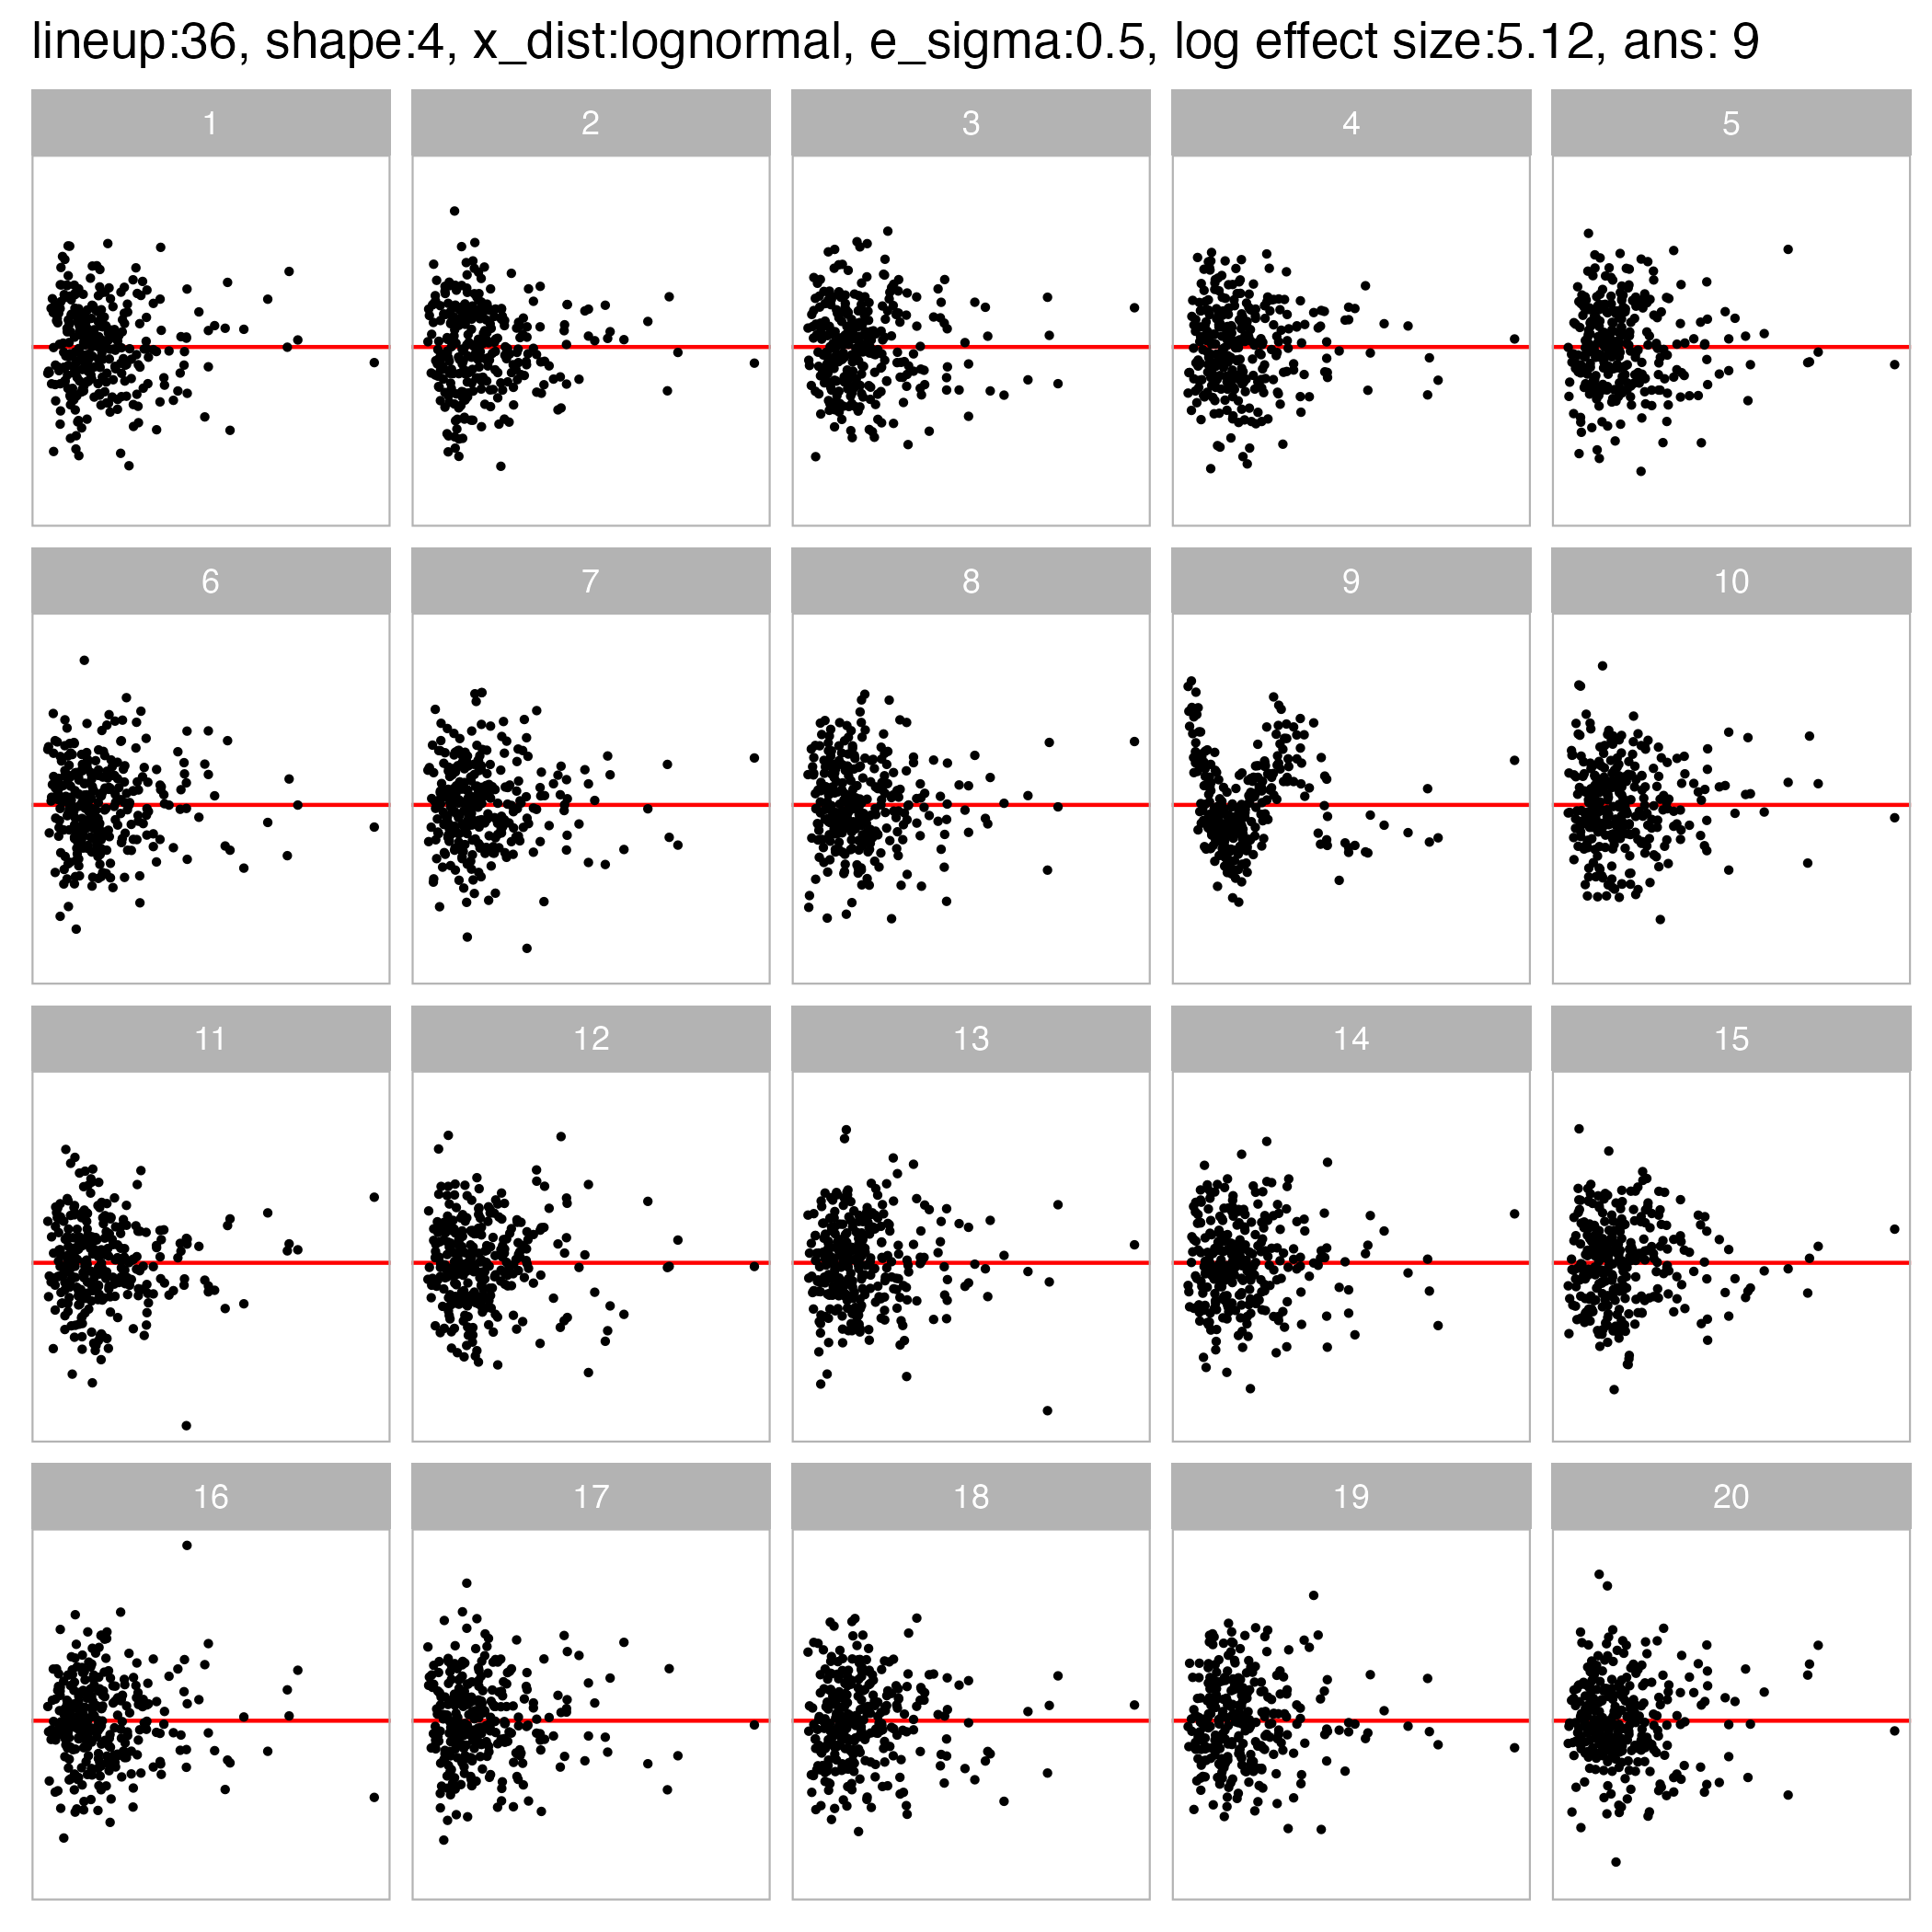 lineup:36, shape:4, x_dist:lognormal, e_sigma:0.5, log effect size:5.12, ans: 9
1 2 3 4 5
6 7 8 9 10
11 12 13 14 15
16 17 18 19 20